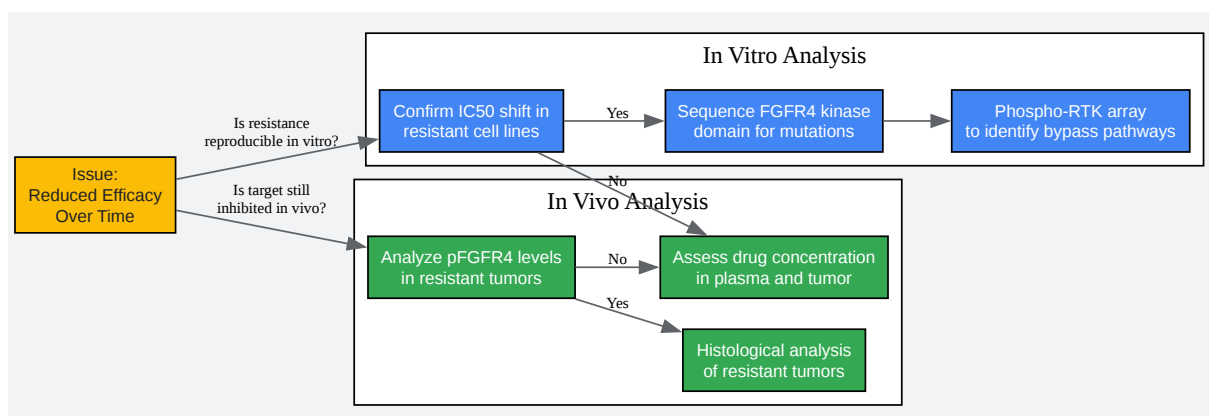 In Vitro Analysis
Confirm IC50 shift in
resistant cell lines
Yes
Sequence FGFR4 kinase
domain for mutations
Phospho-RTK array
to identify bypass pathways
Is resistance
reproducible in vitro?
Issue:
Reduced Efficacy
Over Time
Is target still
inhibited in vivo?
No
In Vivo Analysis
Analyze pFGFR4 levels
in resistant tumors
No
Assess drug concentration
in plasma and tumor
Yes
Histological analysis
of resistant tumors